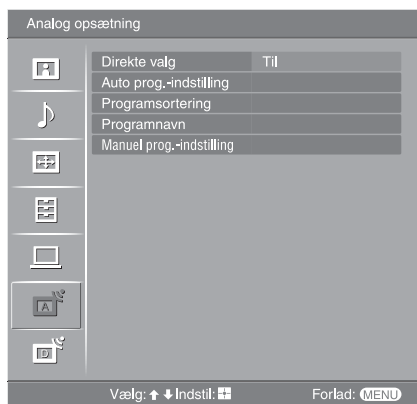 Analog opsætning
Direkte valg Til
Auto prog.-indstilling
Programsortering
Programnavn
Manuel prog.-indstilling
A
D
Vælg: Indstil: Forlad: MENU